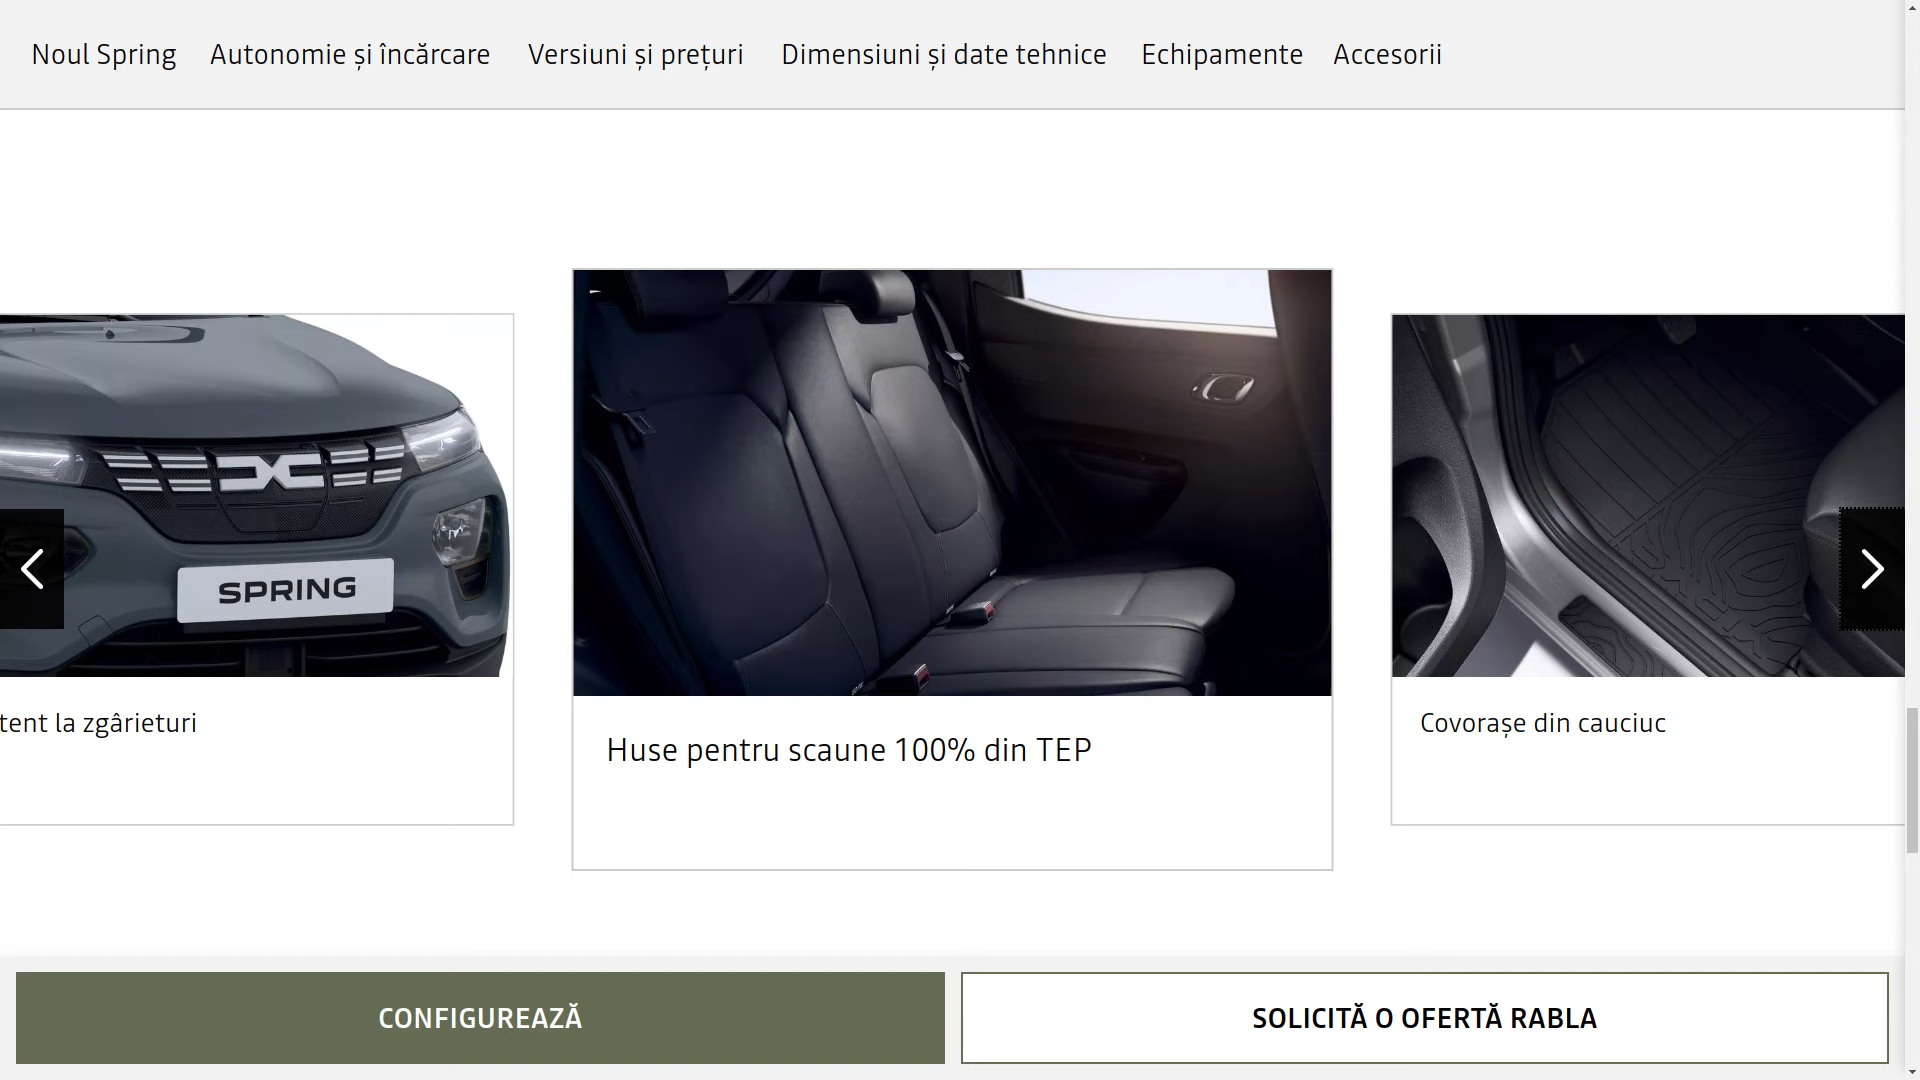 Noul Spring Autonomie și încărcare Versiuni și prețuri Dimensiuni și date tehnice Echipamente Accesorii
SPRING
tent la zgârieturi
Huse pentru scaune 100% din TEP
Covorașe din cauciuc
CONFIGUREAZĂ
SOLICITĂ O OFERTĂ RABLA